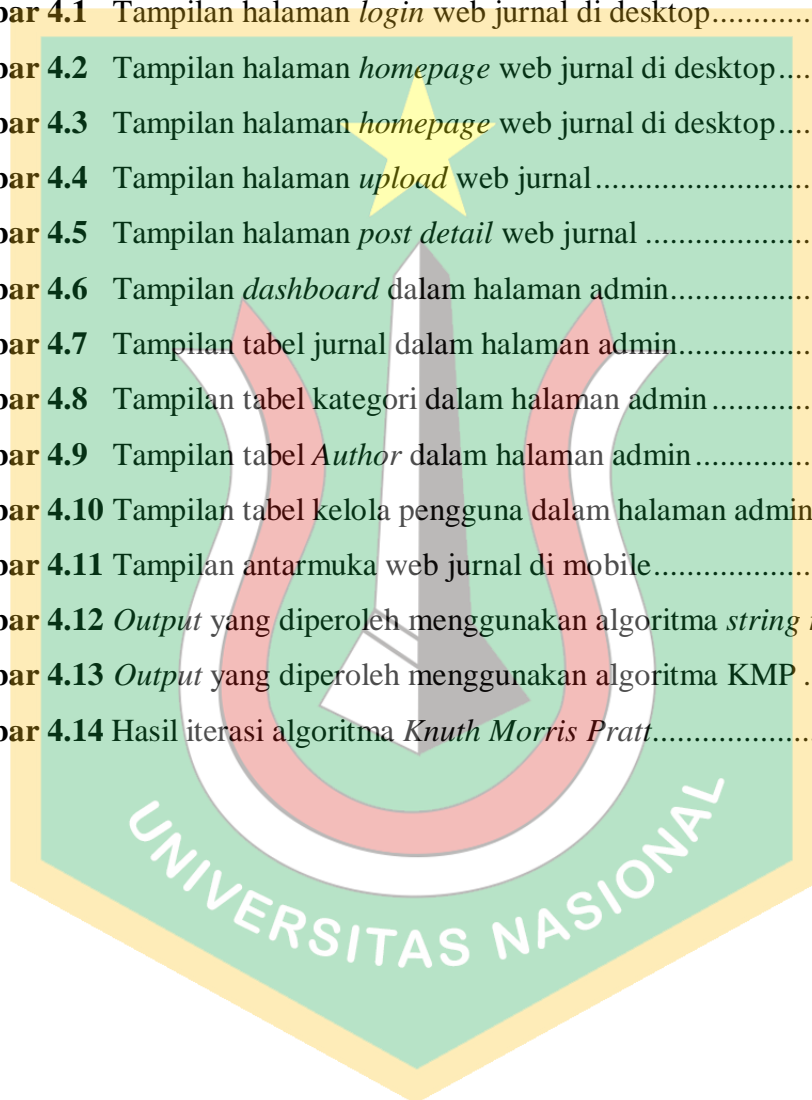 bar 4.1 Tampilan halaman login web jurnal di desktop.............
bar 4.2 Tampilan halaman homepage web jurnal di desktop....
bar 4.3 Tampilan halaman homepage web jurnal di desktop....
bar 4.4 Tampilan halaman upload web jurnal............................
bar 4.5 Tampilan halaman post detail web jurnal .....................
bar 4.6 Tampilan dashboard dalam halaman admin..................
bar 4.7 Tampilan tabel jurnal dalam halaman admin.................
bar 4.8 Tampilan tabel kategori dalam halaman admin .............
bar 4.9 Tampilan tabel Author dalam halaman admin...............
bar 4.10 Tampilan tabel kelola pengguna dalam halaman admin
bar 4.11 Tampilan antarmuka web jurnal di mobile....................
bar 4.12 Output yang diperoleh menggunakan algoritma string
bar 4.13 Output yang diperoleh menggunakan algoritma KMP .
bar 4.14 Hasil iterasi algoritma Knuth Morris Pratt....................
UNIVERSITAS NASIONAL